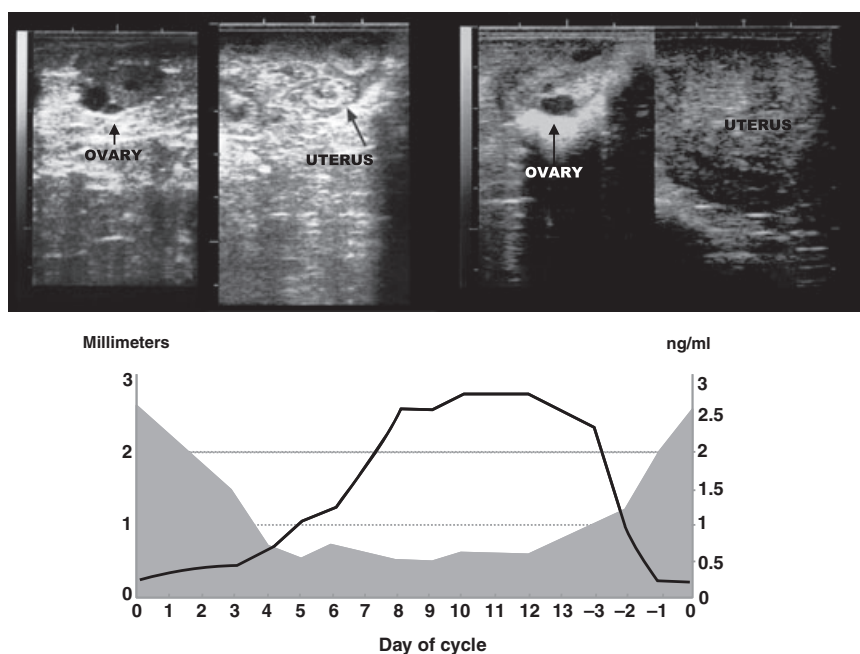 OVARY
UTERUS
OVARY
UTERUS
Millimeters
ng/ml
3
2
1
0
3
2.5
2
1.5
1
0.5
0
0 1 2 3 4 5 6 7 8 9 10 11 12 13 –3 –2 –1 0
Day of cycle